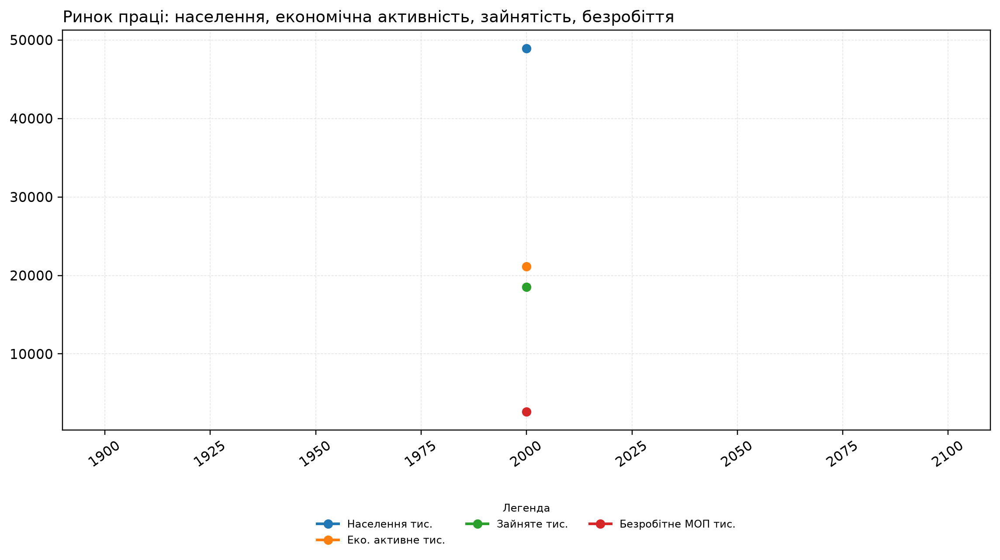 Ринок праці: населення, економічна активність, зайнятість, безробіття
50000
40000
30000
20000
10000
1900 1925 1950 1975 2000 2025 2050 2075 2100
Легенда
Населення тис. Зайняте тис. Безробітне МОП тис.
Еко. активне тис.